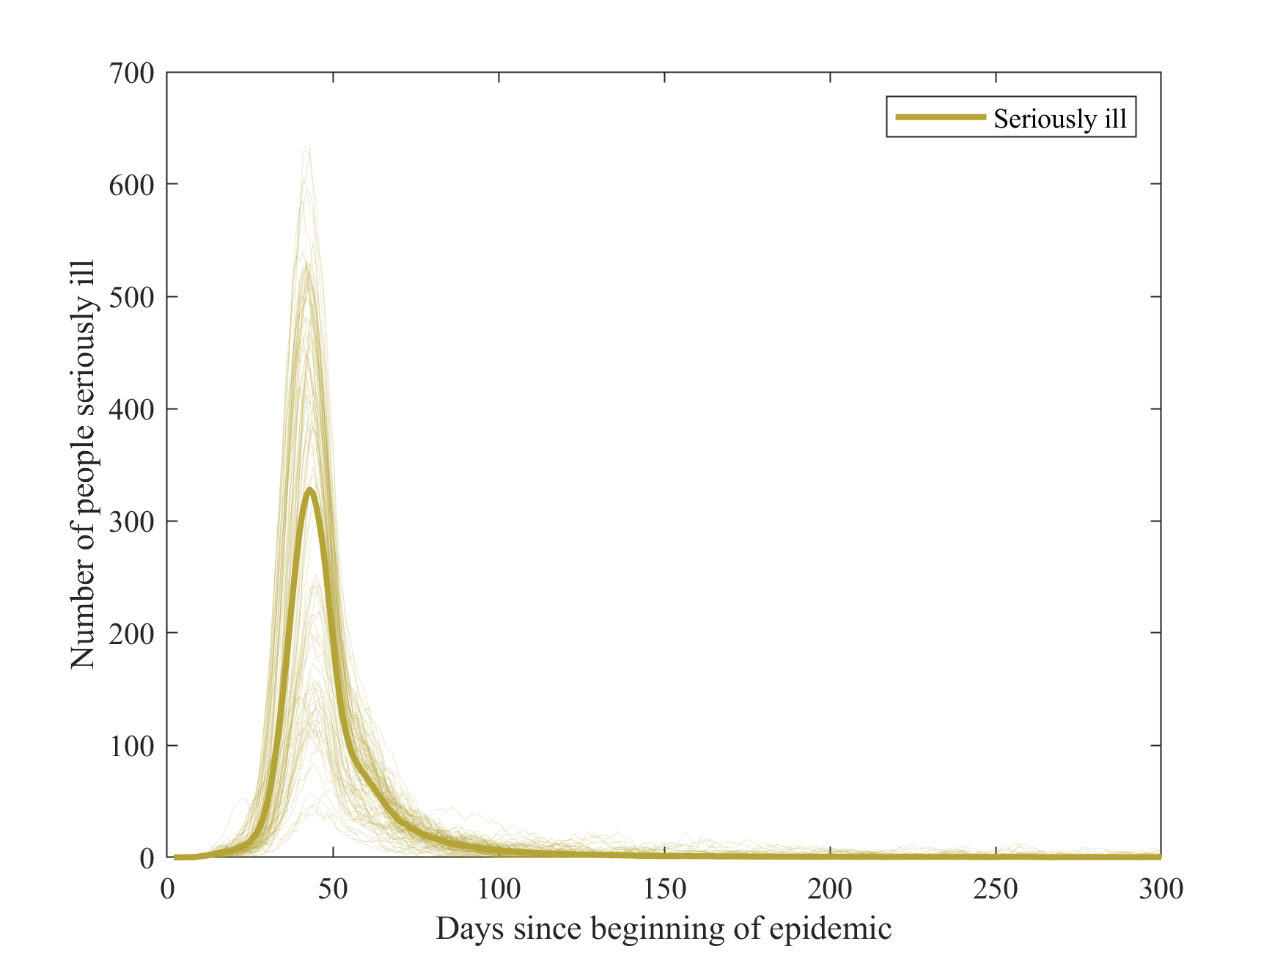 700
600
500
400
300
200
100
0
Number of people seriously ill
Seriously ill
0 50 100 150 200 250 300
Days since beginning of epidemic